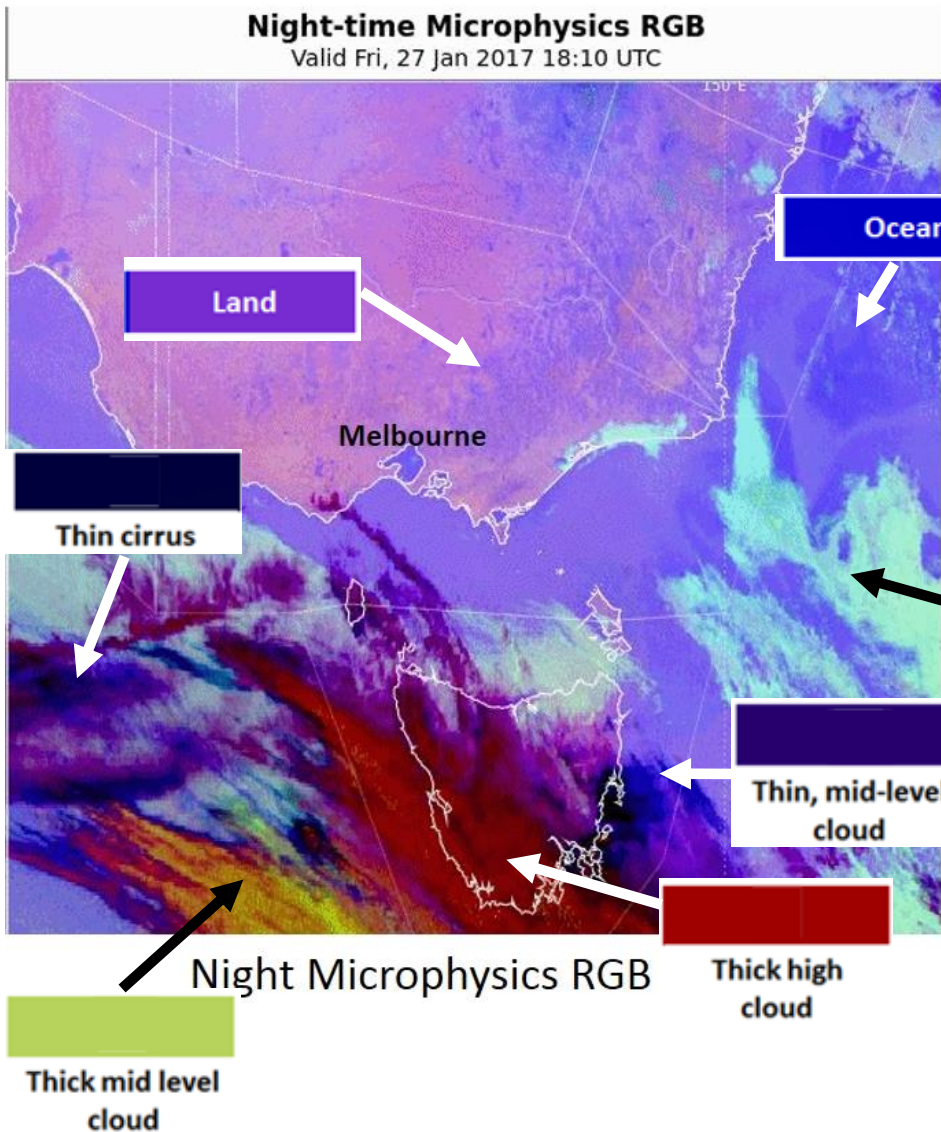 Night-time Microphysics RGB
Valid Fri, 27 Jan 2017 18:10 UTC
150°E
Ocean
Land
Melbourne
Thin cirrus
Thin, mid-level
cloud
Night Microphysics RGB
Thick high
cloud
Thick mid level
cloud